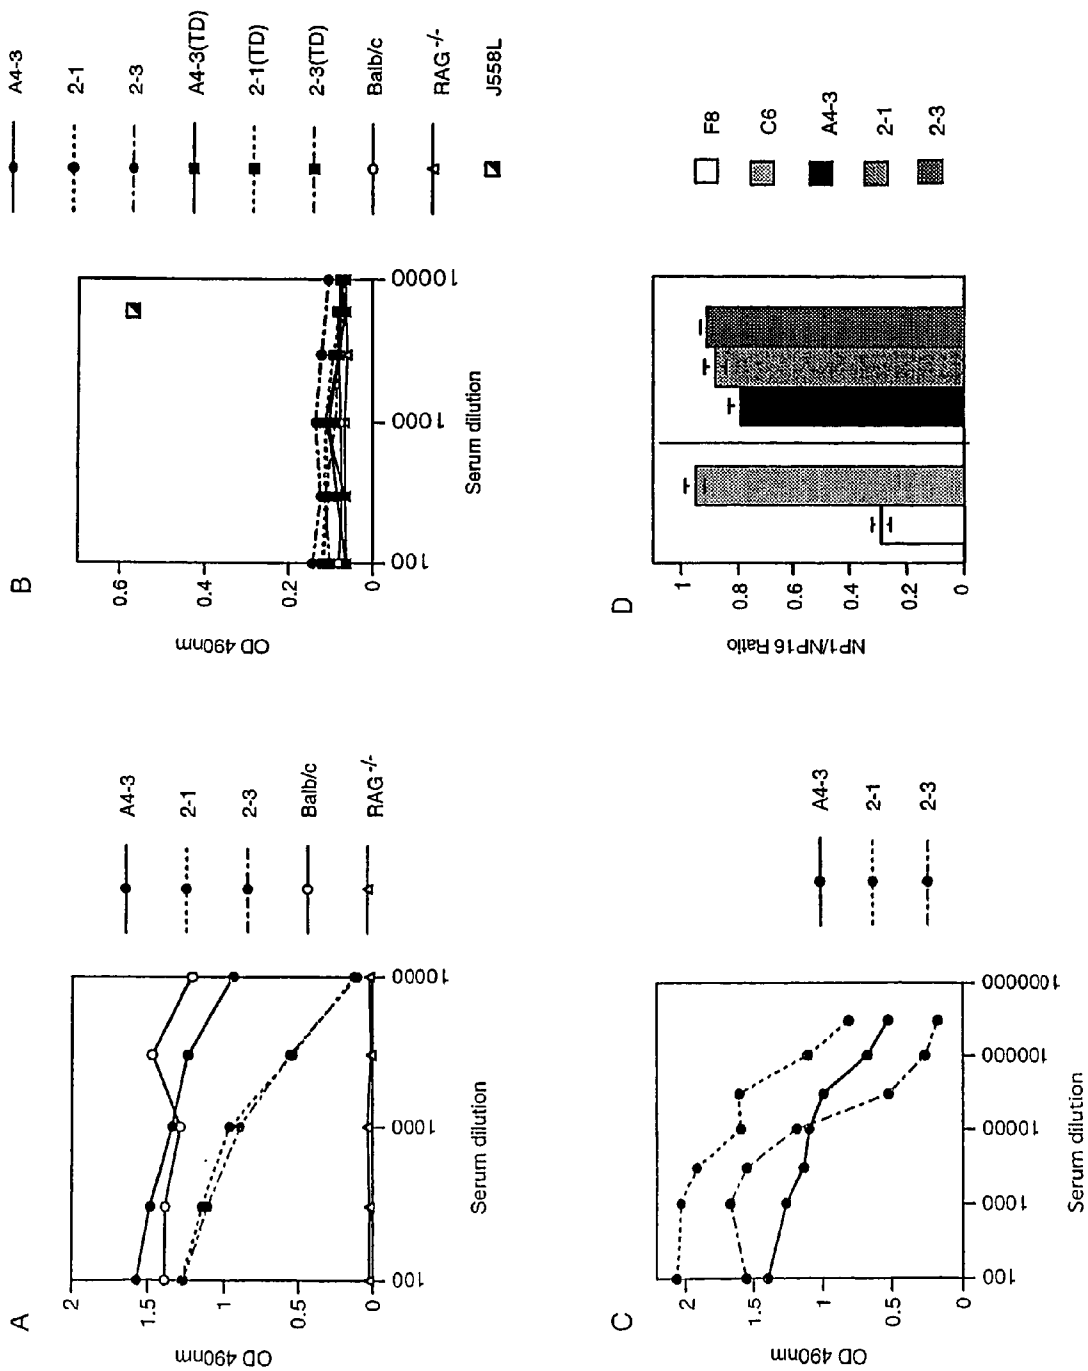 A
OD 490nm
2
1.5
1
0.5
0
100
1000
10000
Serum dilution
A4-3
2-1
2-3
Balb/c
RAG -/-
B
OD 490nm
0.6
0.4
0.2
0
100
1000
10000
Serum dilution
A4-3
2-1
2-3
A4-3(TD)
2-1(TD)
2-3(TD)
Balb/c
RAG -/-
J558L
C
OD 490nm
2
1.5
1
0.5
0
100
1000
10000
100000
1000000
Serum dilution
A4-3
2-1
2-3
D
NP1/NP16 Ratio
1
0.8
0.6
0.4
0.2
0
F8
C6
A4-3
2-1
2-3